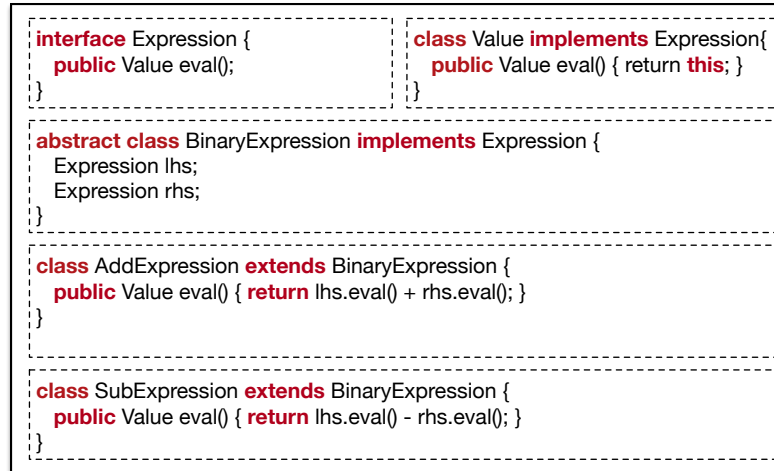 interface Expression {
public Value eval();
}
class Value implements Expression{
public Value eval() { return this; }
}
abstract class BinaryExpression implements Expression {
Expression lhs;
Expression rhs;
}
class AddExpression extends BinaryExpression {
public Value eval() { return lhs.eval() + rhs.eval(); }
}
class SubExpression extends BinaryExpression {
public Value eval() { return lhs.eval() - rhs.eval(); }
}